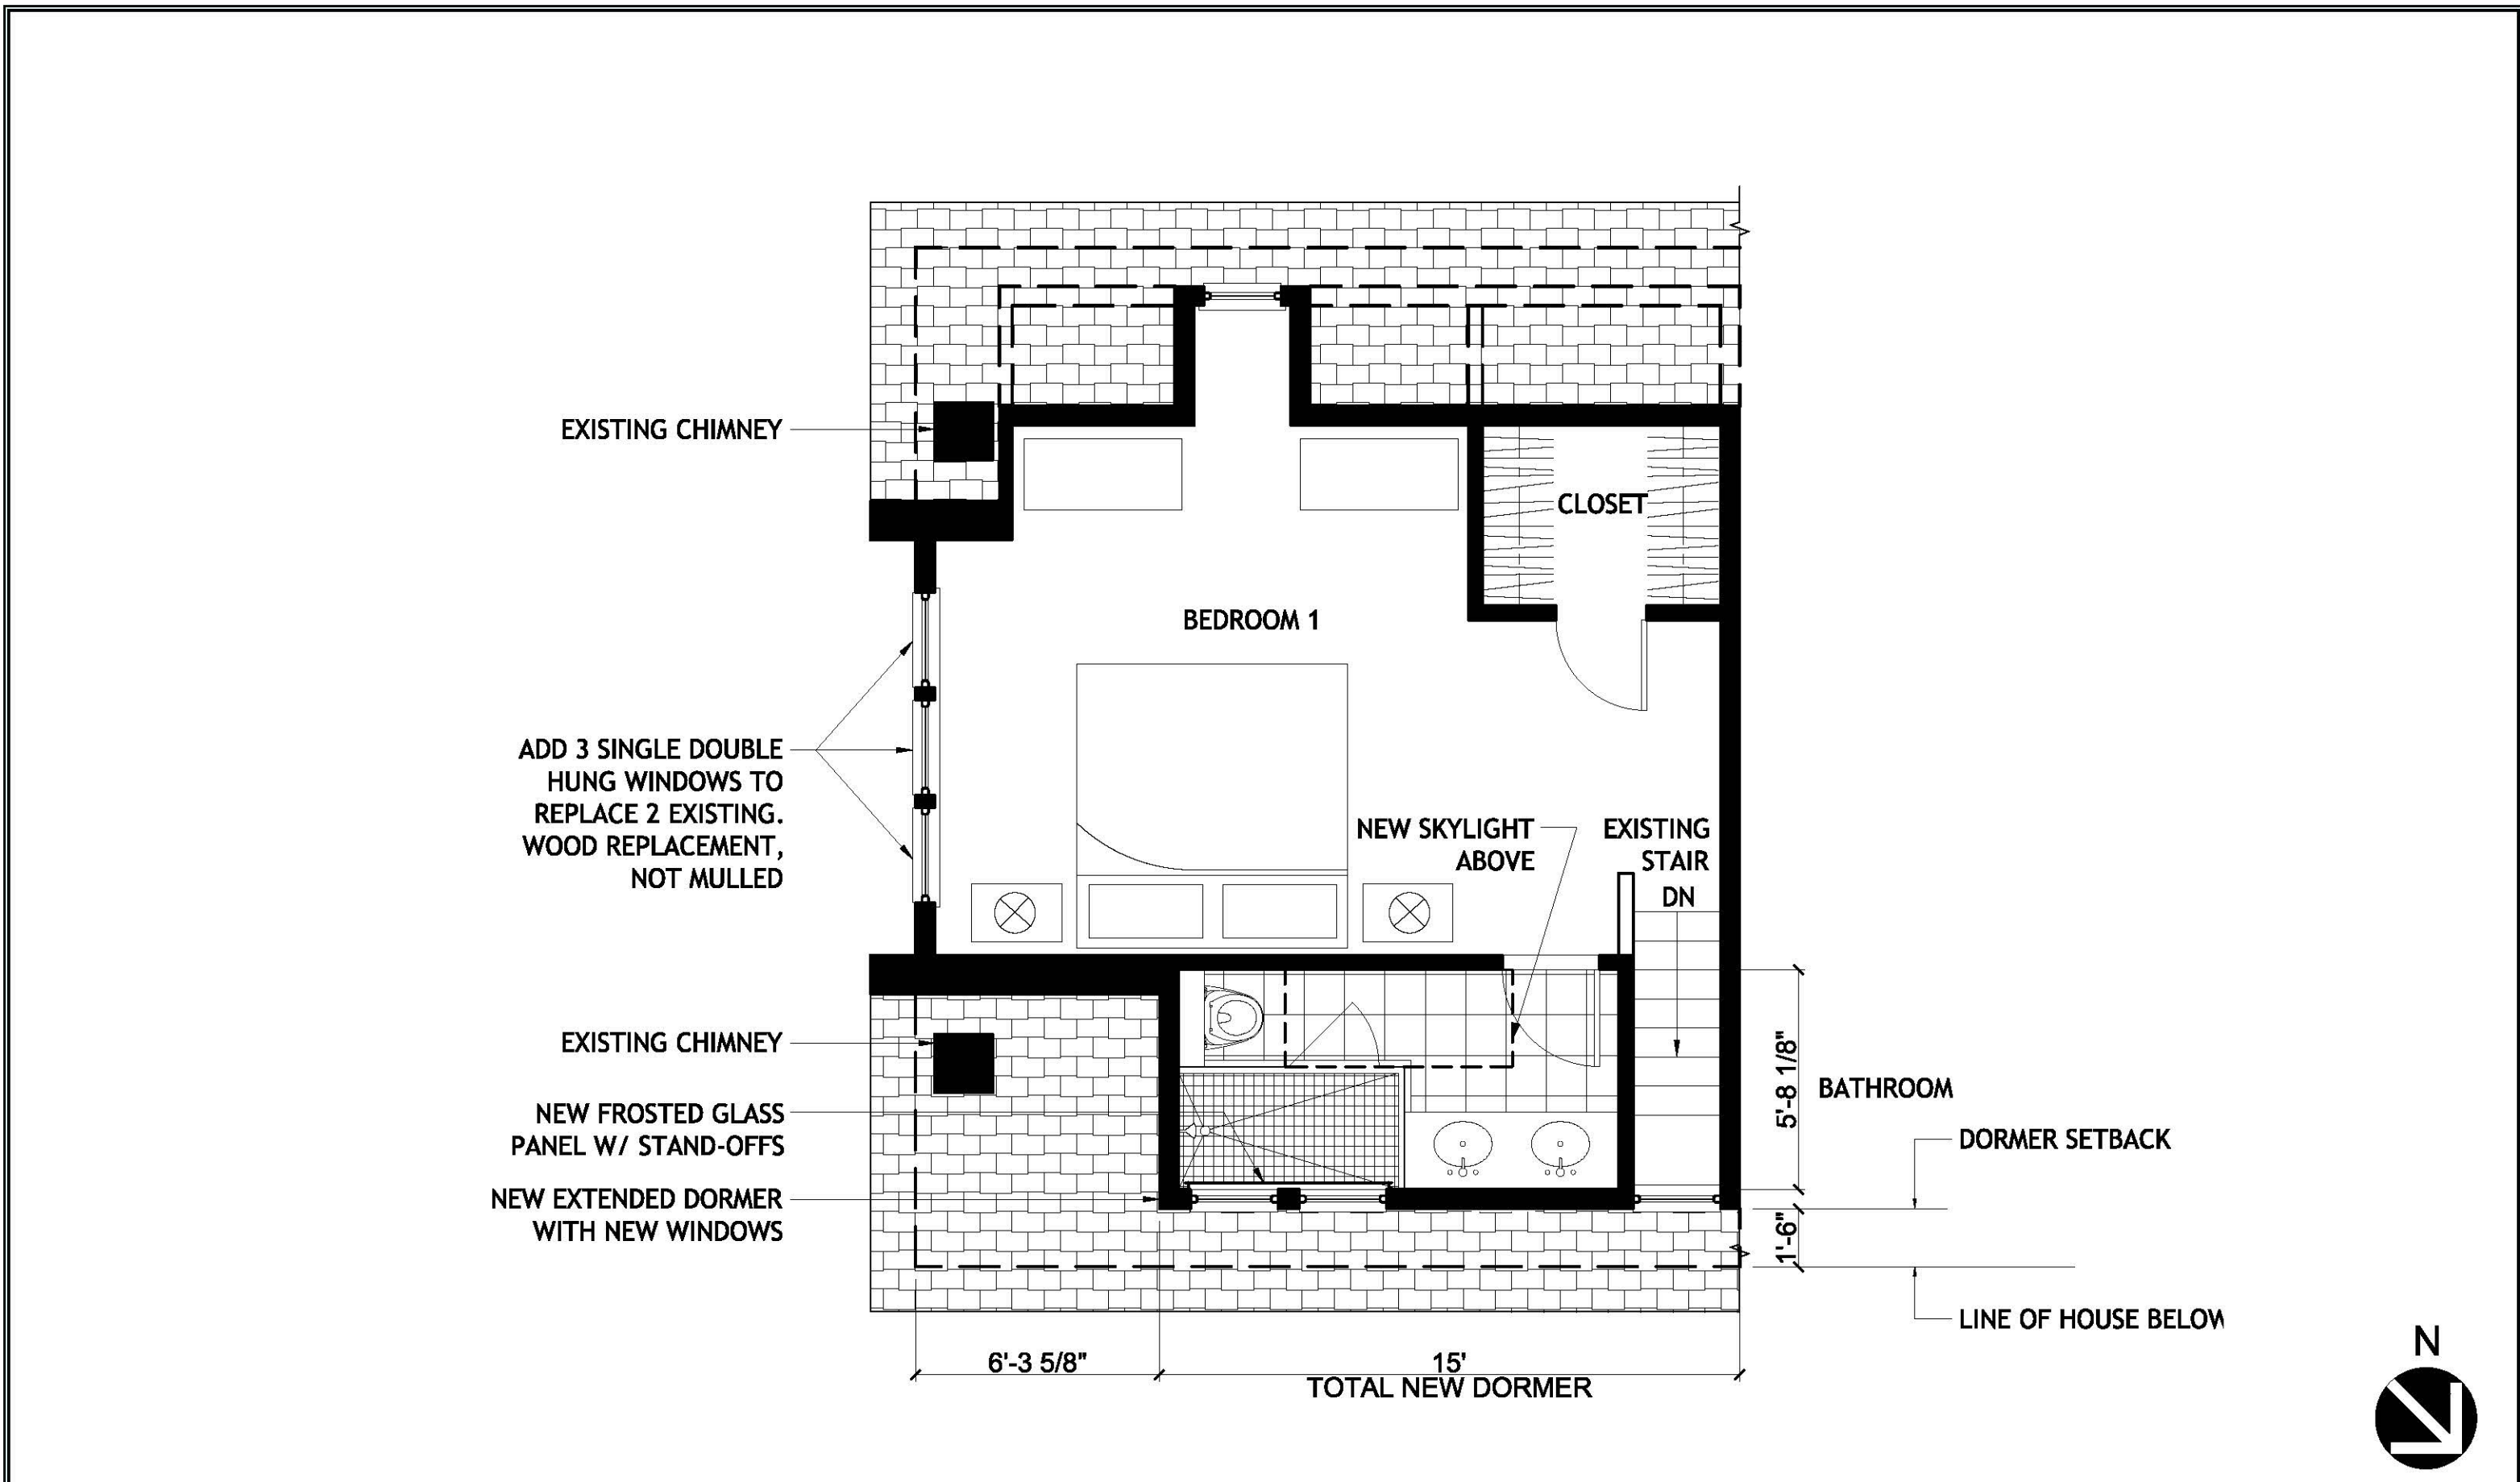 EXISTING CHIMNEY
CLOSET
BEDROOM 1
ADD 3 SINGLE DOUBLE
HUNG WINDOWS TO
REPLACE 2 EXISTING.
WOOD REPLACEMENT,
NOT MULLED
NEW SKYLIGHT
ABOVE
EXISTING
STAIR
DN
EXISTING CHIMNEY
NEW FROSTED GLASS
PANEL W/ STAND-OFFS
NEW EXTENDED DORMER
WITH NEW WINDOWS
5'-8 1/8"
BATHROOM
DORMER SETBACK
1'-6"
LINE OF HOUSE BELOW
6'-3 5/8"
15'
TOTAL NEW DORMER
N